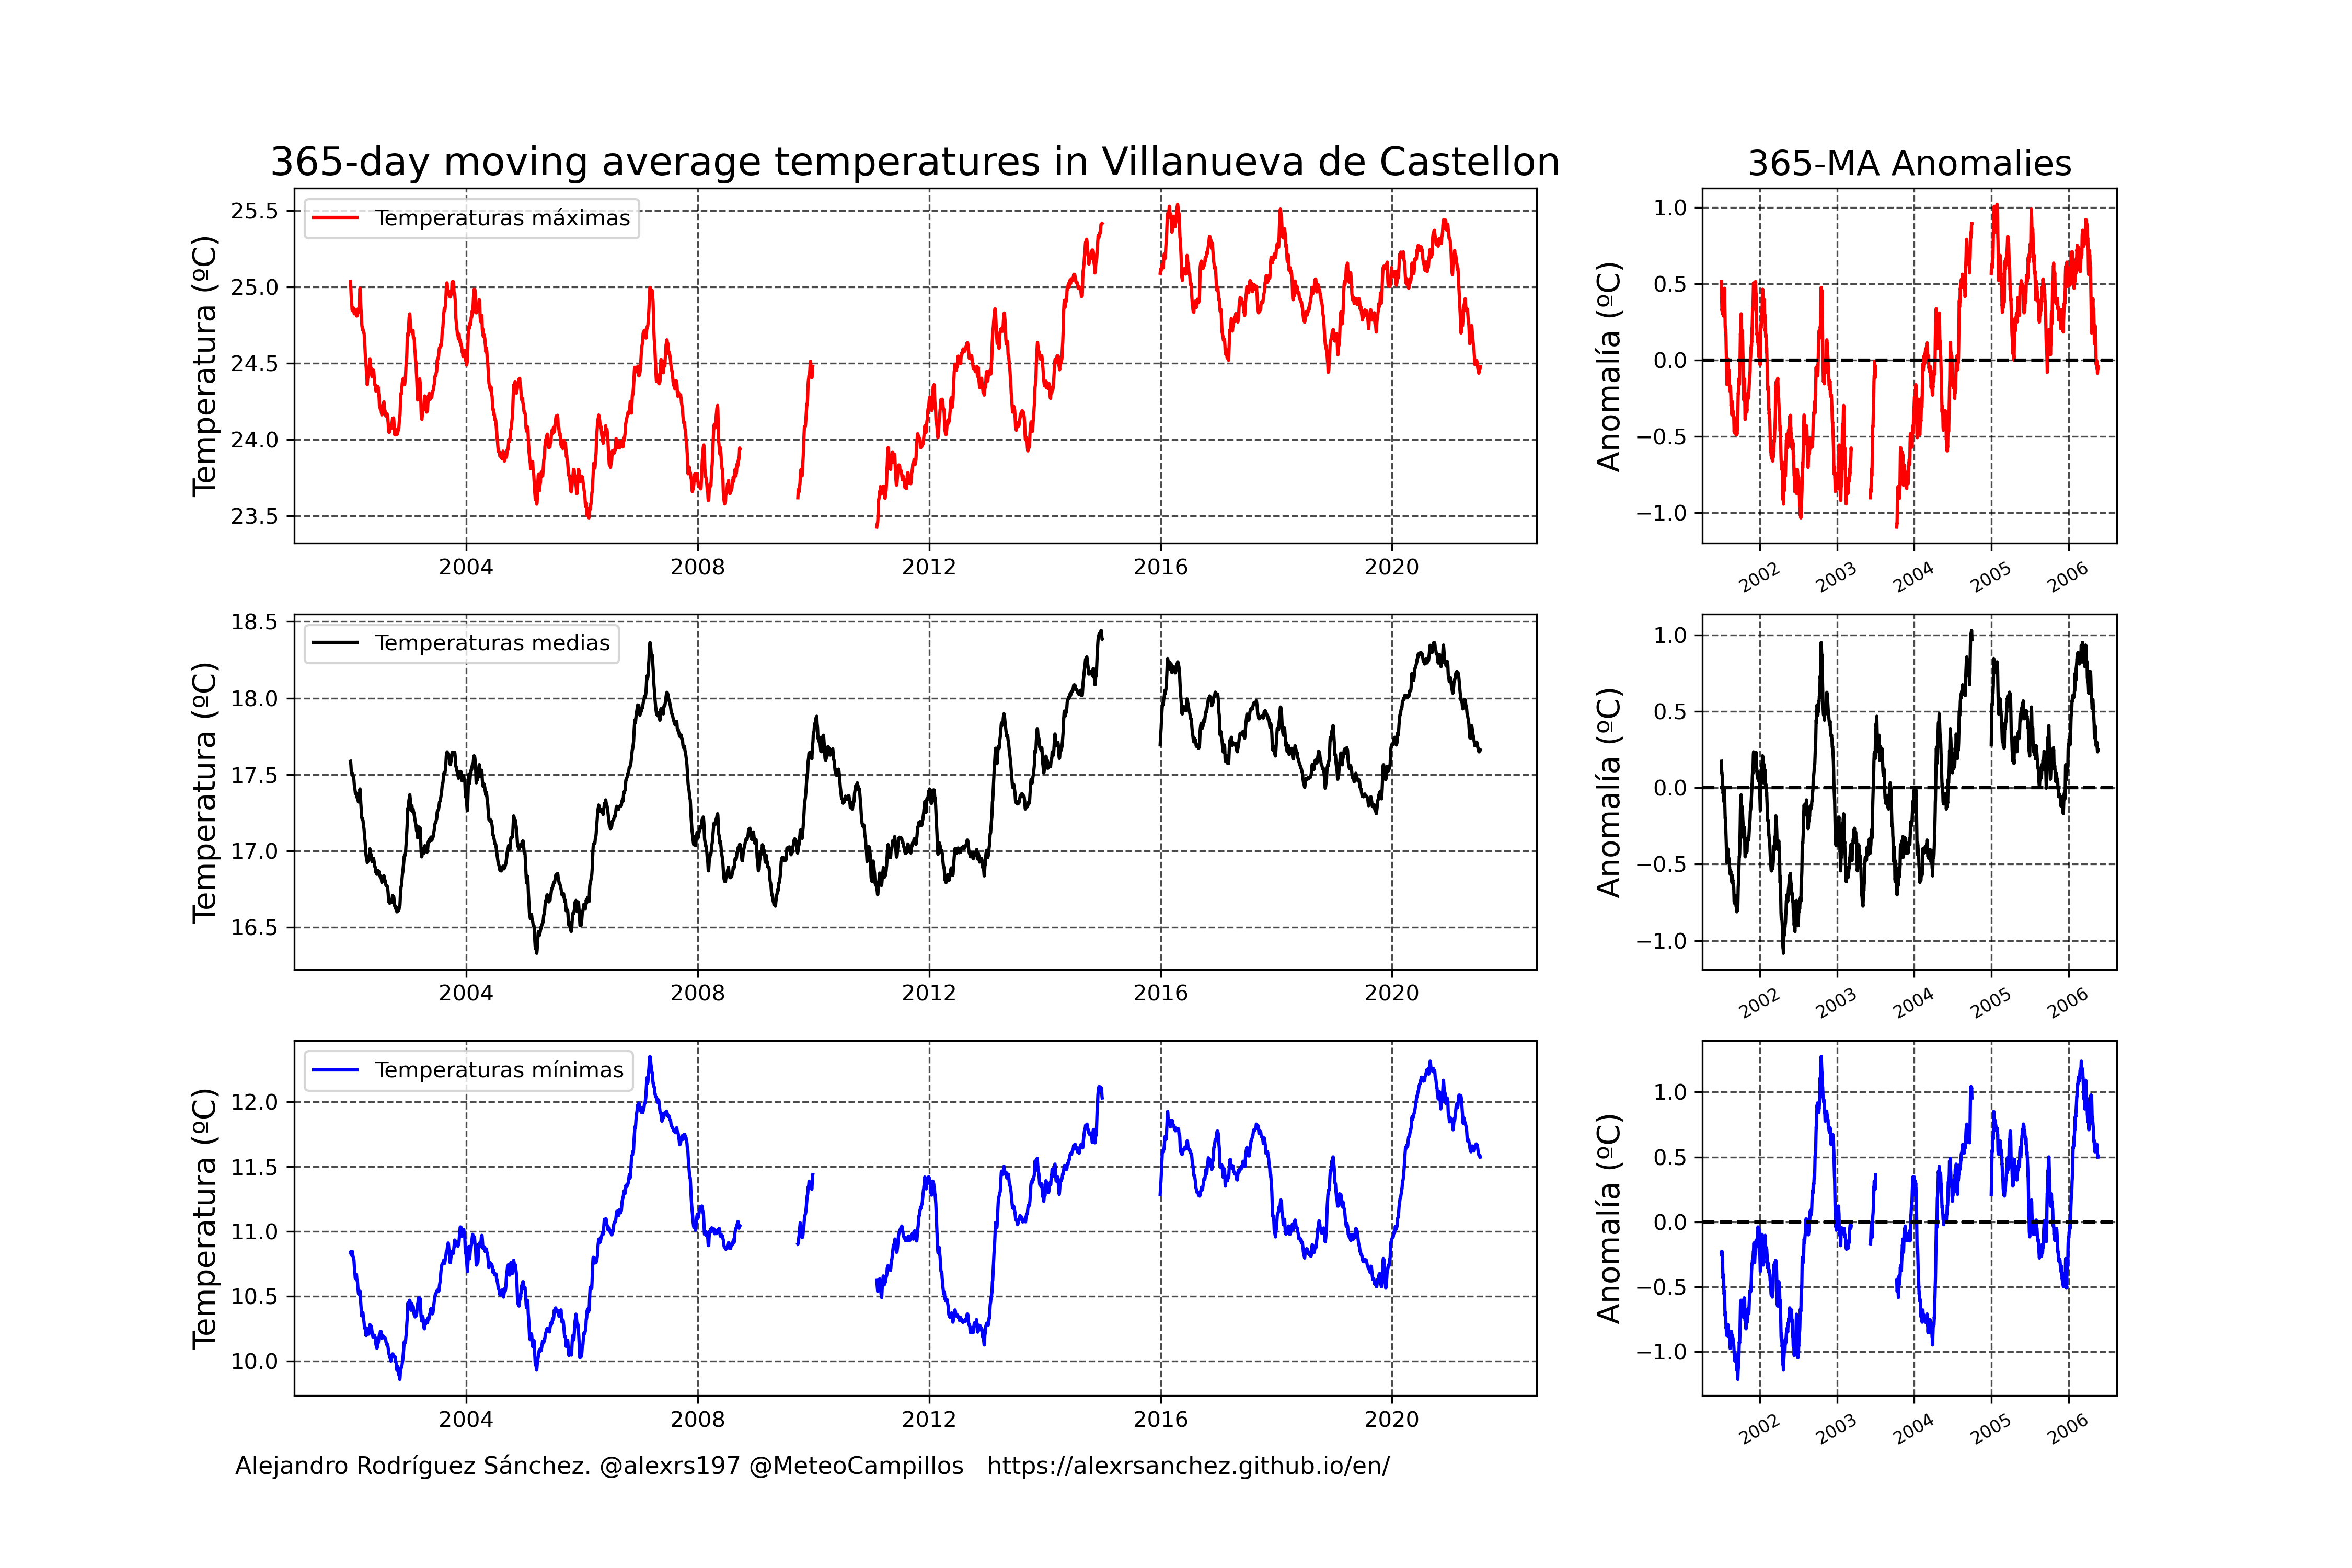 365-day moving average temperatures in Villanueva de Castellon
365-MA Anomalies
Temperatura (ºC)
25.5
25.0
24.5
24.0
23.5
Temperaturas máximas
2004 2008 2012 2016 2020
Anomalía (ºC)
1.0
0.5
0.0
−0.5
−1.0
2002 2003 2004 2005 2006
Temperatura (ºC)
18.5
18.0
17.5
17.0
16.5
Temperaturas medias
2004 2008 2012 2016 2020
Anomalía (ºC)
1.0
0.5
0.0
−0.5
−1.0
2002 2003 2004 2005 2006
Temperatura (ºC)
12.0
11.5
11.0
10.5
10.0
Temperaturas mínimas
2004 2008 2012 2016 2020
Anomalía (ºC)
1.0
0.5
0.0
−0.5
−1.0
2002 2003 2004 2005 2006
Alejandro Rodríguez Sánchez. @alexrs197 @MeteoCampillos https://alexrsanchez.github.io/en/